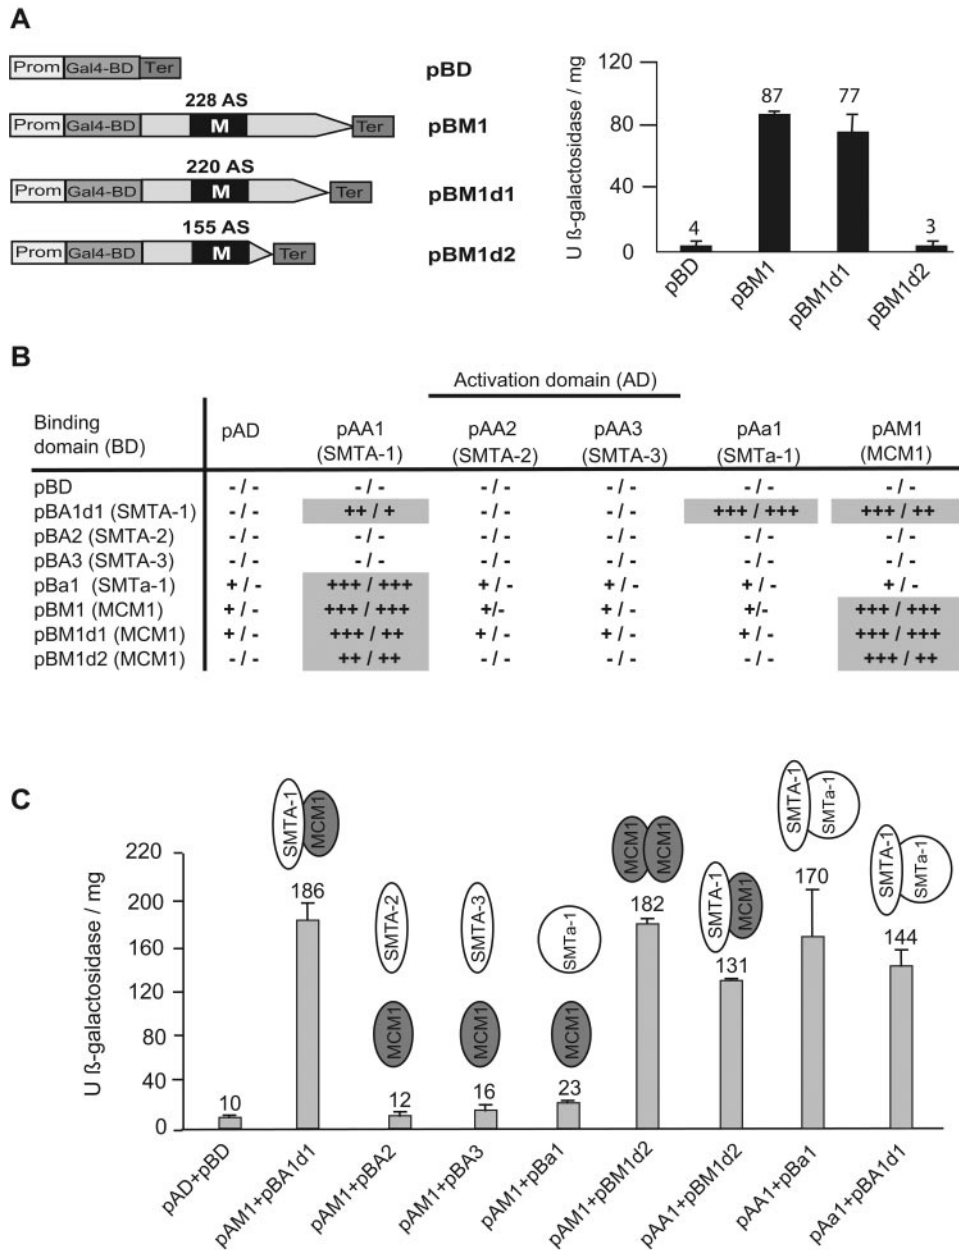 A
Prom Gal4-BD Ter
pBD
228 AS
Prom Gal4-BD M Ter
pBM1
220 AS
Prom Gal4-BD M Ter
pBM1d1
155 AS
Prom Gal4-BD M Ter
pBM1d2
U ß-galactosidase / mg
120
80
40
0
4
87
77
3
pBD
pBM1
pBM1d1
pBM1d2
B
Activation domain (AD)
Binding domain (BD)
pAD
pAA1 (SMTA-1)
pAA2 (SMTA-2)
pAA3 (SMTA-3)
pAa1 (SMTa-1)
pAM1 (MCM1)
pBD - / - - / - - / - - / - - / - - / -
pBA1d1 (SMTA-1) - / - ++ / + - / - - / - +++ / +++ +++ / ++
pBA2 (SMTA-2) - / - - / - - / - - / - - / - - / -
pBA3 (SMTA-3) - / - - / - - / - - / - - / - - / -
pBa1 (SMTa-1) + / - +++ / +++ + / - + / - + / - + / -
pBM1 (MCM1) + / - +++ / +++ +/- + / - +/- +++ / +++
pBM1d1 (MCM1) + / - +++ / ++ + / - + / - + / - +++ / +++
pBM1d2 (MCM1) - / - ++ / ++ - / - - / - - / - +++ / ++
C
U ß-galactosidase / mg
220
200
160
120
80
40
0
10
SMTA-1
MCM1
186
SMTA-2
MCM1
12
SMTA-3
MCM1
16
SMTa-1
MCM1
23
MCM1
MCM1
182
SMTA-1
MCM1
131
SMTA-1
SMTa-1
170
SMTA-1
SMTa-1
144
pAD+pBD
pAM1+pBA1d1
pAM1+pBA2
pAM1+pBA3
pAM1+pBa1
pAM1+pBM1d2
pAA1+pBM1d2
pAA1+pBa1
pAa1+pBA1d1